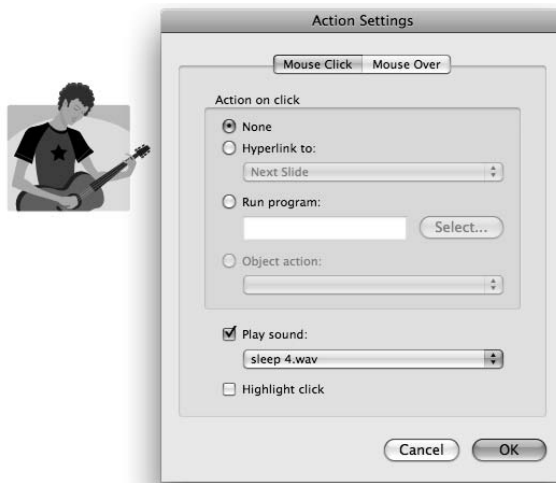 Action Settings
Mouse Click Mouse Over
Action on click
None
Hyperlink to:
Next Slide
Run program:
Select...
Object action:
Play sound:
sleep 4.wav
Highlight click
Cancel OK